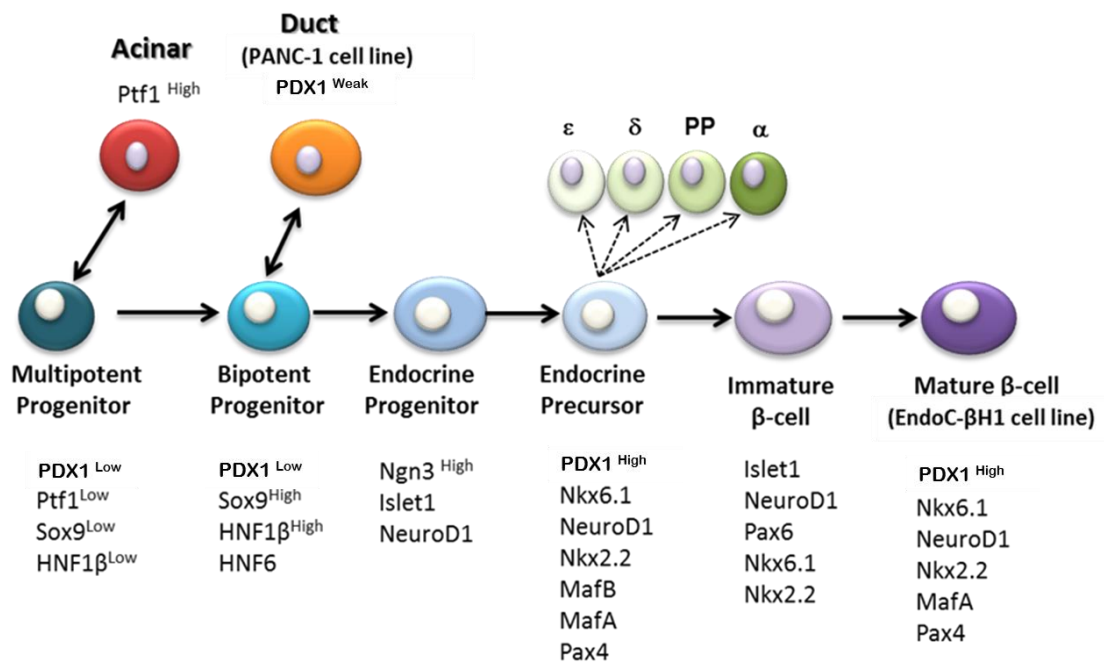 Acinar
Ptf1 High
Duct
(PANC-1 cell line)
PDX1 Weak
ε
δ
PP
α
Multipotent
Progenitor
Bipotent
Progenitor
Endocrine
Progenitor
Endocrine
Precursor
Immature
β-cell
Mature β-cell
(EndoC-βH1 cell line)
PDX1 Low
Ptf1Low
Sox9Low
HNF1βLow
PDX1 Low
Sox9High
HNF1βHigh
HNF6
Ngn3 High
Islet1
NeuroD1
PDX1 High
Nkx6.1
NeuroD1
Nkx2.2
MafB
MafA
Pax4
Islet1
NeuroD1
Pax6
Nkx6.1
Nkx2.2
PDX1 High
Nkx6.1
NeuroD1
Nkx2.2
MafA
Pax4